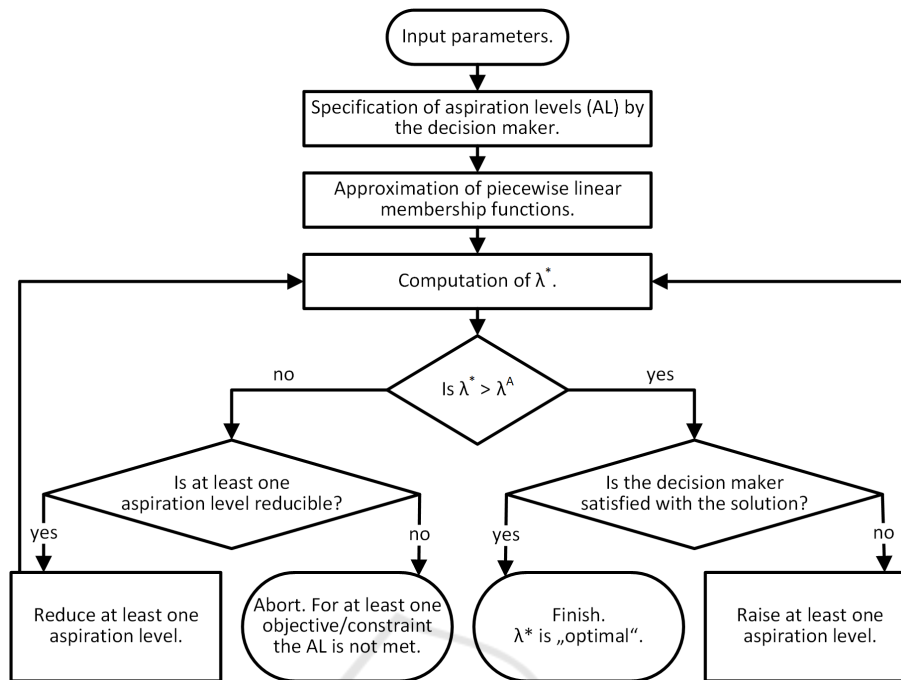 Input parameters.
Specification of aspiration levels (AL) by
the decision maker.
Approximation of piecewise linear
membership functions.
Computation of λ*.
no
Is λ* > λᴬ
yes
Is at least one
aspiration level reducible?
Is the decision maker
satisfied with the solution?
yes
no
yes
no
Reduce at least one
aspiration level.
Abort. For at least one
objective/constraint
the AL is not met.
Finish.
λ* is „optimal“.
Raise at least one
aspiration level.